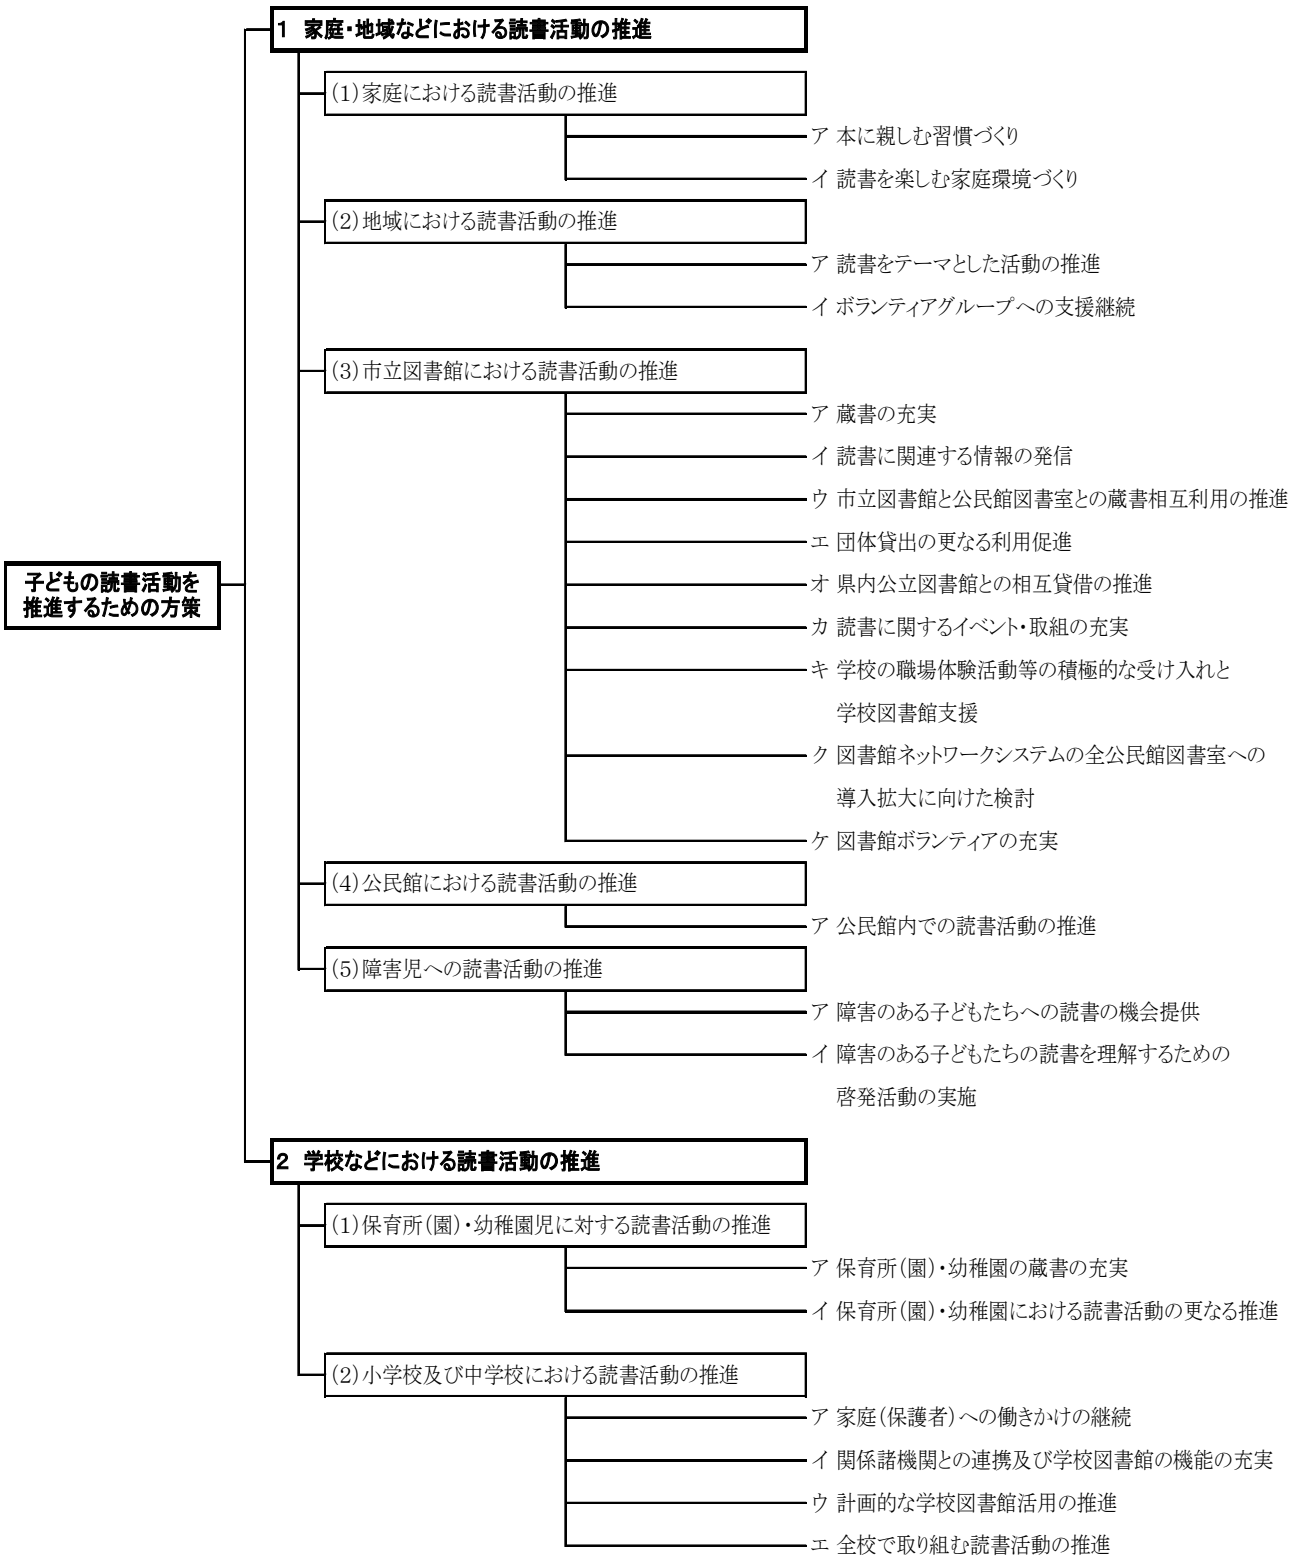 子どもの読書活動を
推進するための方策
1 家庭・地域などにおける読書活動の推進
(1)家庭における読書活動の推進
ア 本に親しむ習慣づくり
イ 読書を楽しむ家庭環境づくり
(2)地域における読書活動の推進
ア 読書をテーマとした活動の推進
イ ボランティアグループへの支援継続
(3)市立図書館における読書活動の推進
ア 蔵書の充実
イ 読書に関連する情報の発信
ウ 市立図書館と公民館図書室との蔵書相互利用の推進
エ 団体貸出の更なる利用促進
オ 県内公立図書館との相互貸借の推進
カ 読書に関するイベント・取組の充実
キ 学校の職場体験活動等の積極的な受け入れと
学校図書館支援
ク 図書館ネットワークシステムの全公民館図書室への
導入拡大に向けた検討
ケ 図書館ボランティアの充実
(4)公民館における読書活動の推進
ア 公民館内での読書活動の推進
(5)障害児への読書活動の推進
ア 障害のある子どもたちへの読書の機会提供
イ 障害のある子どもたちの読書を理解するための
啓発活動の実施
2 学校などにおける読書活動の推進
(1)保育所(園)・幼稚園児に対する読書活動の推進
ア 保育所(園)・幼稚園の蔵書の充実
イ 保育所(園)・幼稚園における読書活動の更なる推進
(2)小学校及び中学校における読書活動の推進
ア 家庭(保護者)への働きかけの継続
イ 関係諸機関との連携及び学校図書館の機能の充実
ウ 計画的な学校図書館活用の推進
エ 全校で取り組む読書活動の推進